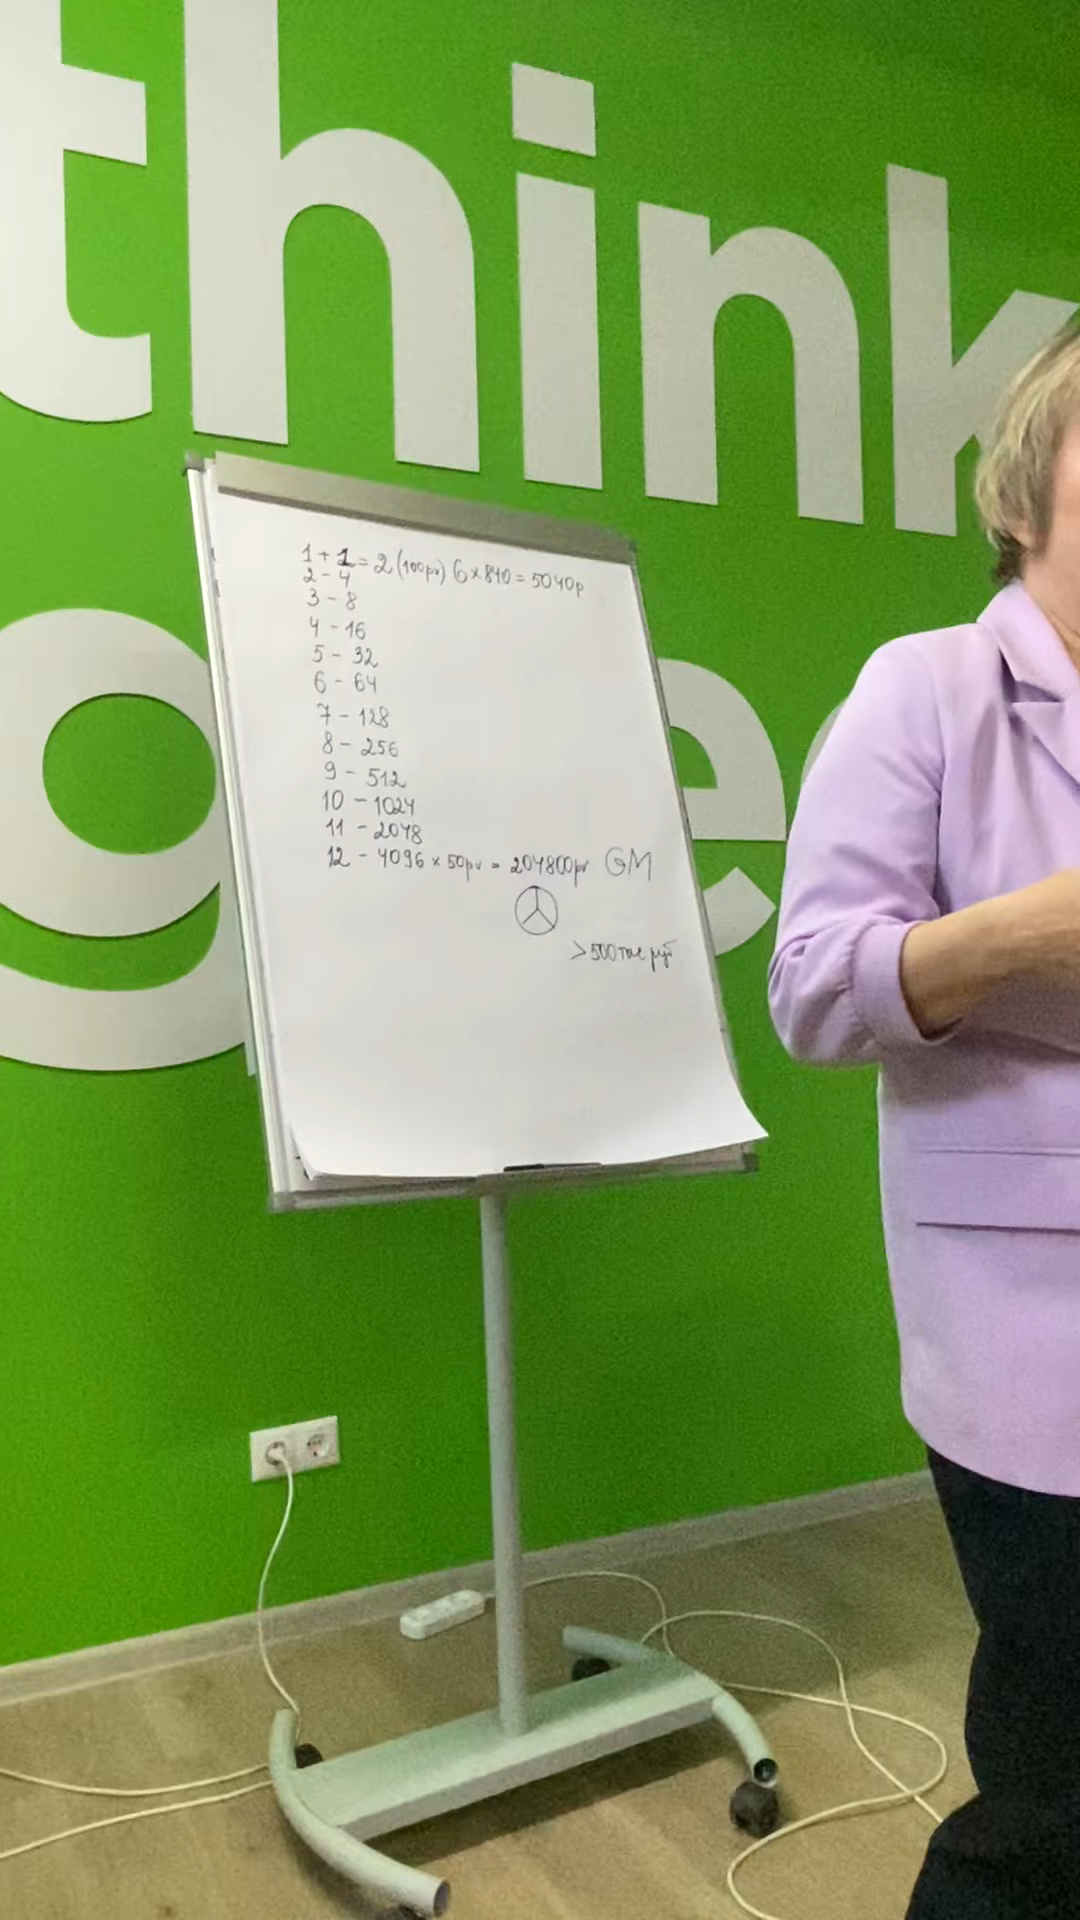 think
g e
1 + 1 = 2 (100pv) 6 x 840 = 5040р
2 - 4
3 - 8
4 - 16
5 - 32
6 - 64
7 - 128
8 - 256
9 - 512
10 - 1024
11 - 2048
12 - 4096 x 50pv = 204800pv GM
>500 тыс руб